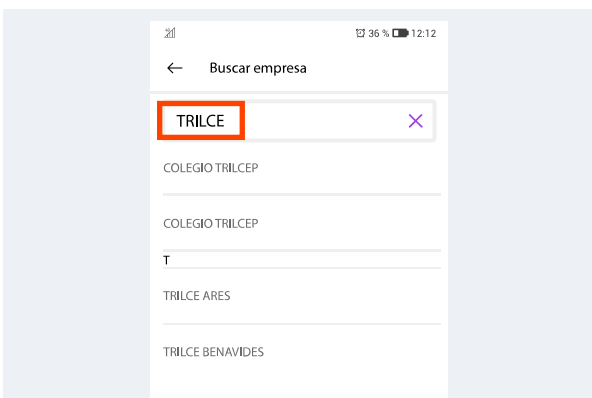 36 % 12:12
Buscar empresa
TRILCE
COLEGIO TRILCEP
COLEGIO TRILCEP
T
TRILCE ARES
TRILCE BENAVIDES